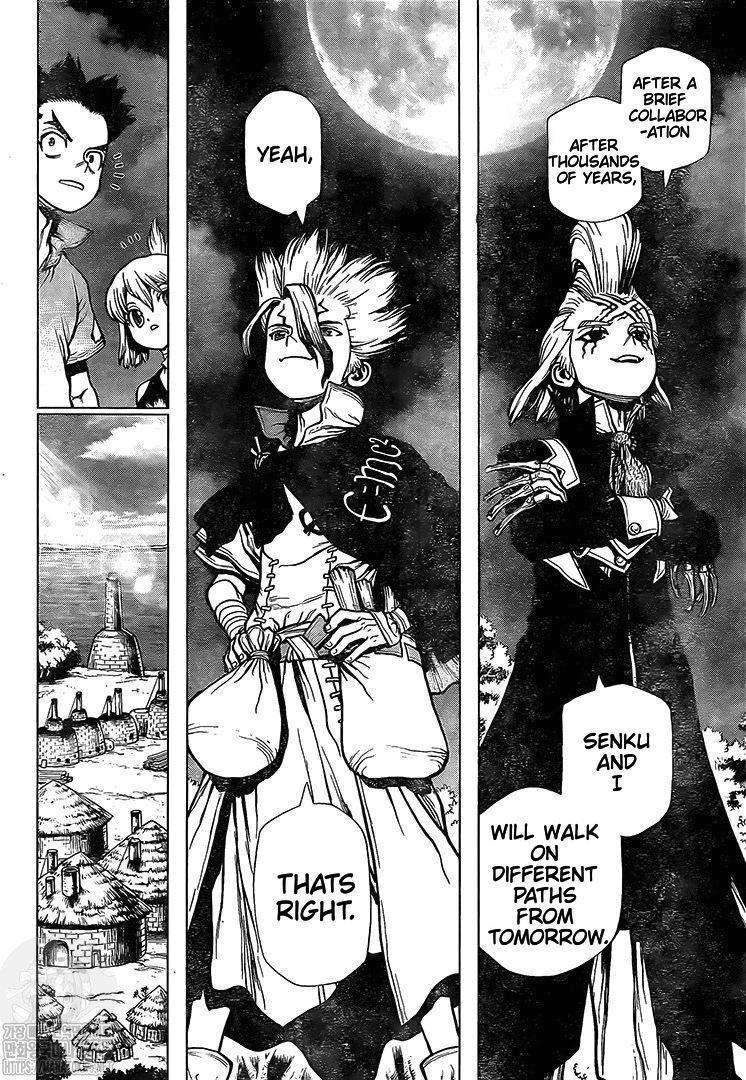 AFTER A
BRIEF
COLLABOR
-ATION
AFTER
THOUSANDS
OF YEARS,
SENKU
AND
I
WILL WALK
ON
DIFFERENT
PATHS
FROM
TOMORROW.
YEAH,
E=mc²
THATS
RIGHT.